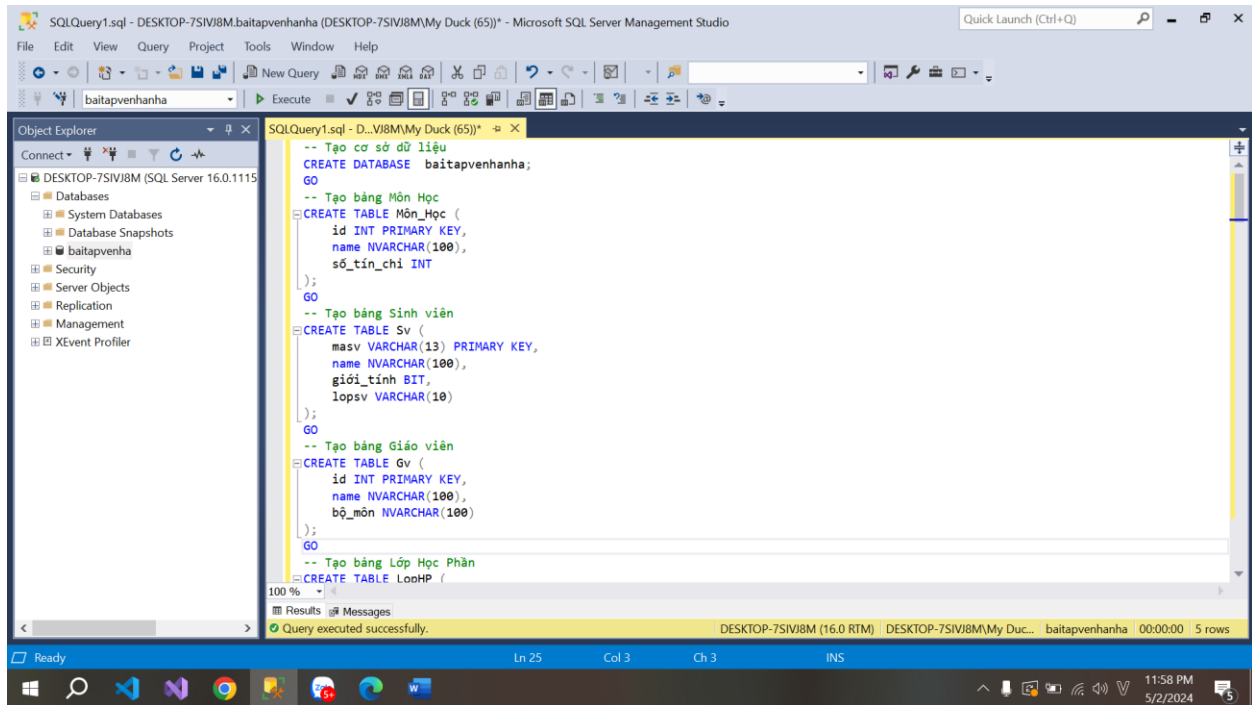 SQLQuery1.sql - DESKTOP-7SIVJ8M.baitapvenhanha (DESKTOP-7SIVJ8M\My Duck (65))* - Microsoft SQL Server Management Studio
Quick Launch (Ctrl+Q)
File Edit View Query Project Tools Window Help
New Query
baitapvenhanha
Execute
Object Explorer
SQLQuery1.sql - D...VJ8M\My Duck (65))*
Connect
DESKTOP-7SIVJ8M (SQL Server 16.0.1115
Databases
System Databases
Database Snapshots
baitapvenha
Security
Server Objects
Replication
Management
XEvent Profiler
-- Tạo cơ sở dữ liệu
CREATE DATABASE baitapvenhanha;
GO
-- Tạo bảng Môn Học
CREATE TABLE Môn_Học (
id INT PRIMARY KEY,
name NVARCHAR(100),
số_tín_chỉ INT
);
GO
-- Tạo bảng Sinh viên
CREATE TABLE Sv (
masv VARCHAR(13) PRIMARY KEY,
name NVARCHAR(100),
giới_tính BIT,
lopsv VARCHAR(10)
);
GO
-- Tạo bảng Giáo viên
CREATE TABLE Gv (
id INT PRIMARY KEY,
name NVARCHAR(100),
bộ_môn NVARCHAR(100)
);
GO
-- Tạo bảng Lớp Học Phần
CREATE TABLE LopHP (
100 %
Results Messages
Query executed successfully.
DESKTOP-7SIVJ8M (16.0 RTM) DESKTOP-7SIVJ8M\My Duc... baitapvenhanha 00:00:00 5 rows
Ready Ln 25 Col 3 Ch 3 INS
11:58 PM
5/2/2024